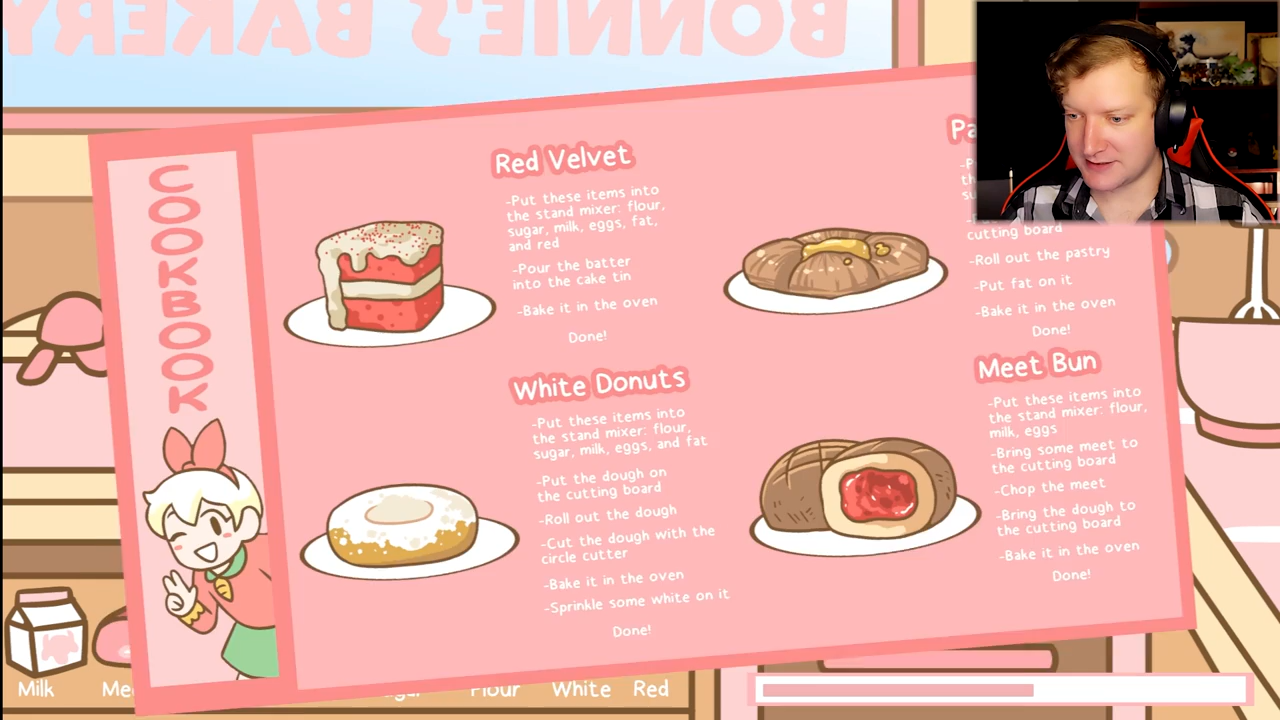 BONNIE'S BAKERY
COOKBOOK
Red Velvet
-Put these items into
the stand mixer: flour,
sugar, milk, eggs, fat,
and red
-Pour the batter
into the cake tin
-Bake it in the oven
Done!
White Donuts
-Put these items into
the stand mixer: flour,
sugar, milk, eggs, and fat
-Put the dough on
the cutting board
-Roll out the dough
-Cut the dough with the
circle cutter
-Bake it in the oven
-Sprinkle some white on it
Done!
cutting board
-Roll out the pastry
-Put fat on it
-Bake it in the oven
Done!
Meet Bun
-Put these items into
the stand mixer: flour,
milk, eggs
-Bring some meet to
the cutting board
-Chop the meet
-Bring the dough to
the cutting board
-Bake it in the oven
Done!
Milk Flour White Red